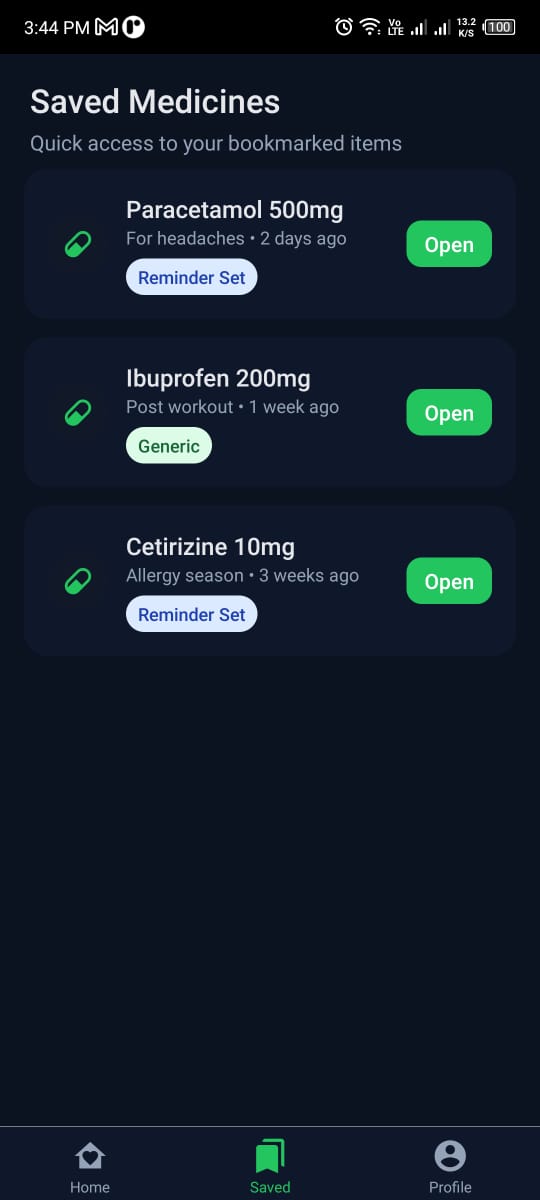 3:44 PM
Vo
LTE
13.2
K/S
100
Saved Medicines
Quick access to your bookmarked items
Paracetamol 500mg
For headaches • 2 days ago
Reminder Set
Open
Ibuprofen 200mg
Post workout • 1 week ago
Generic
Open
Cetirizine 10mg
Allergy season • 3 weeks ago
Reminder Set
Open
Home
Saved
Profile